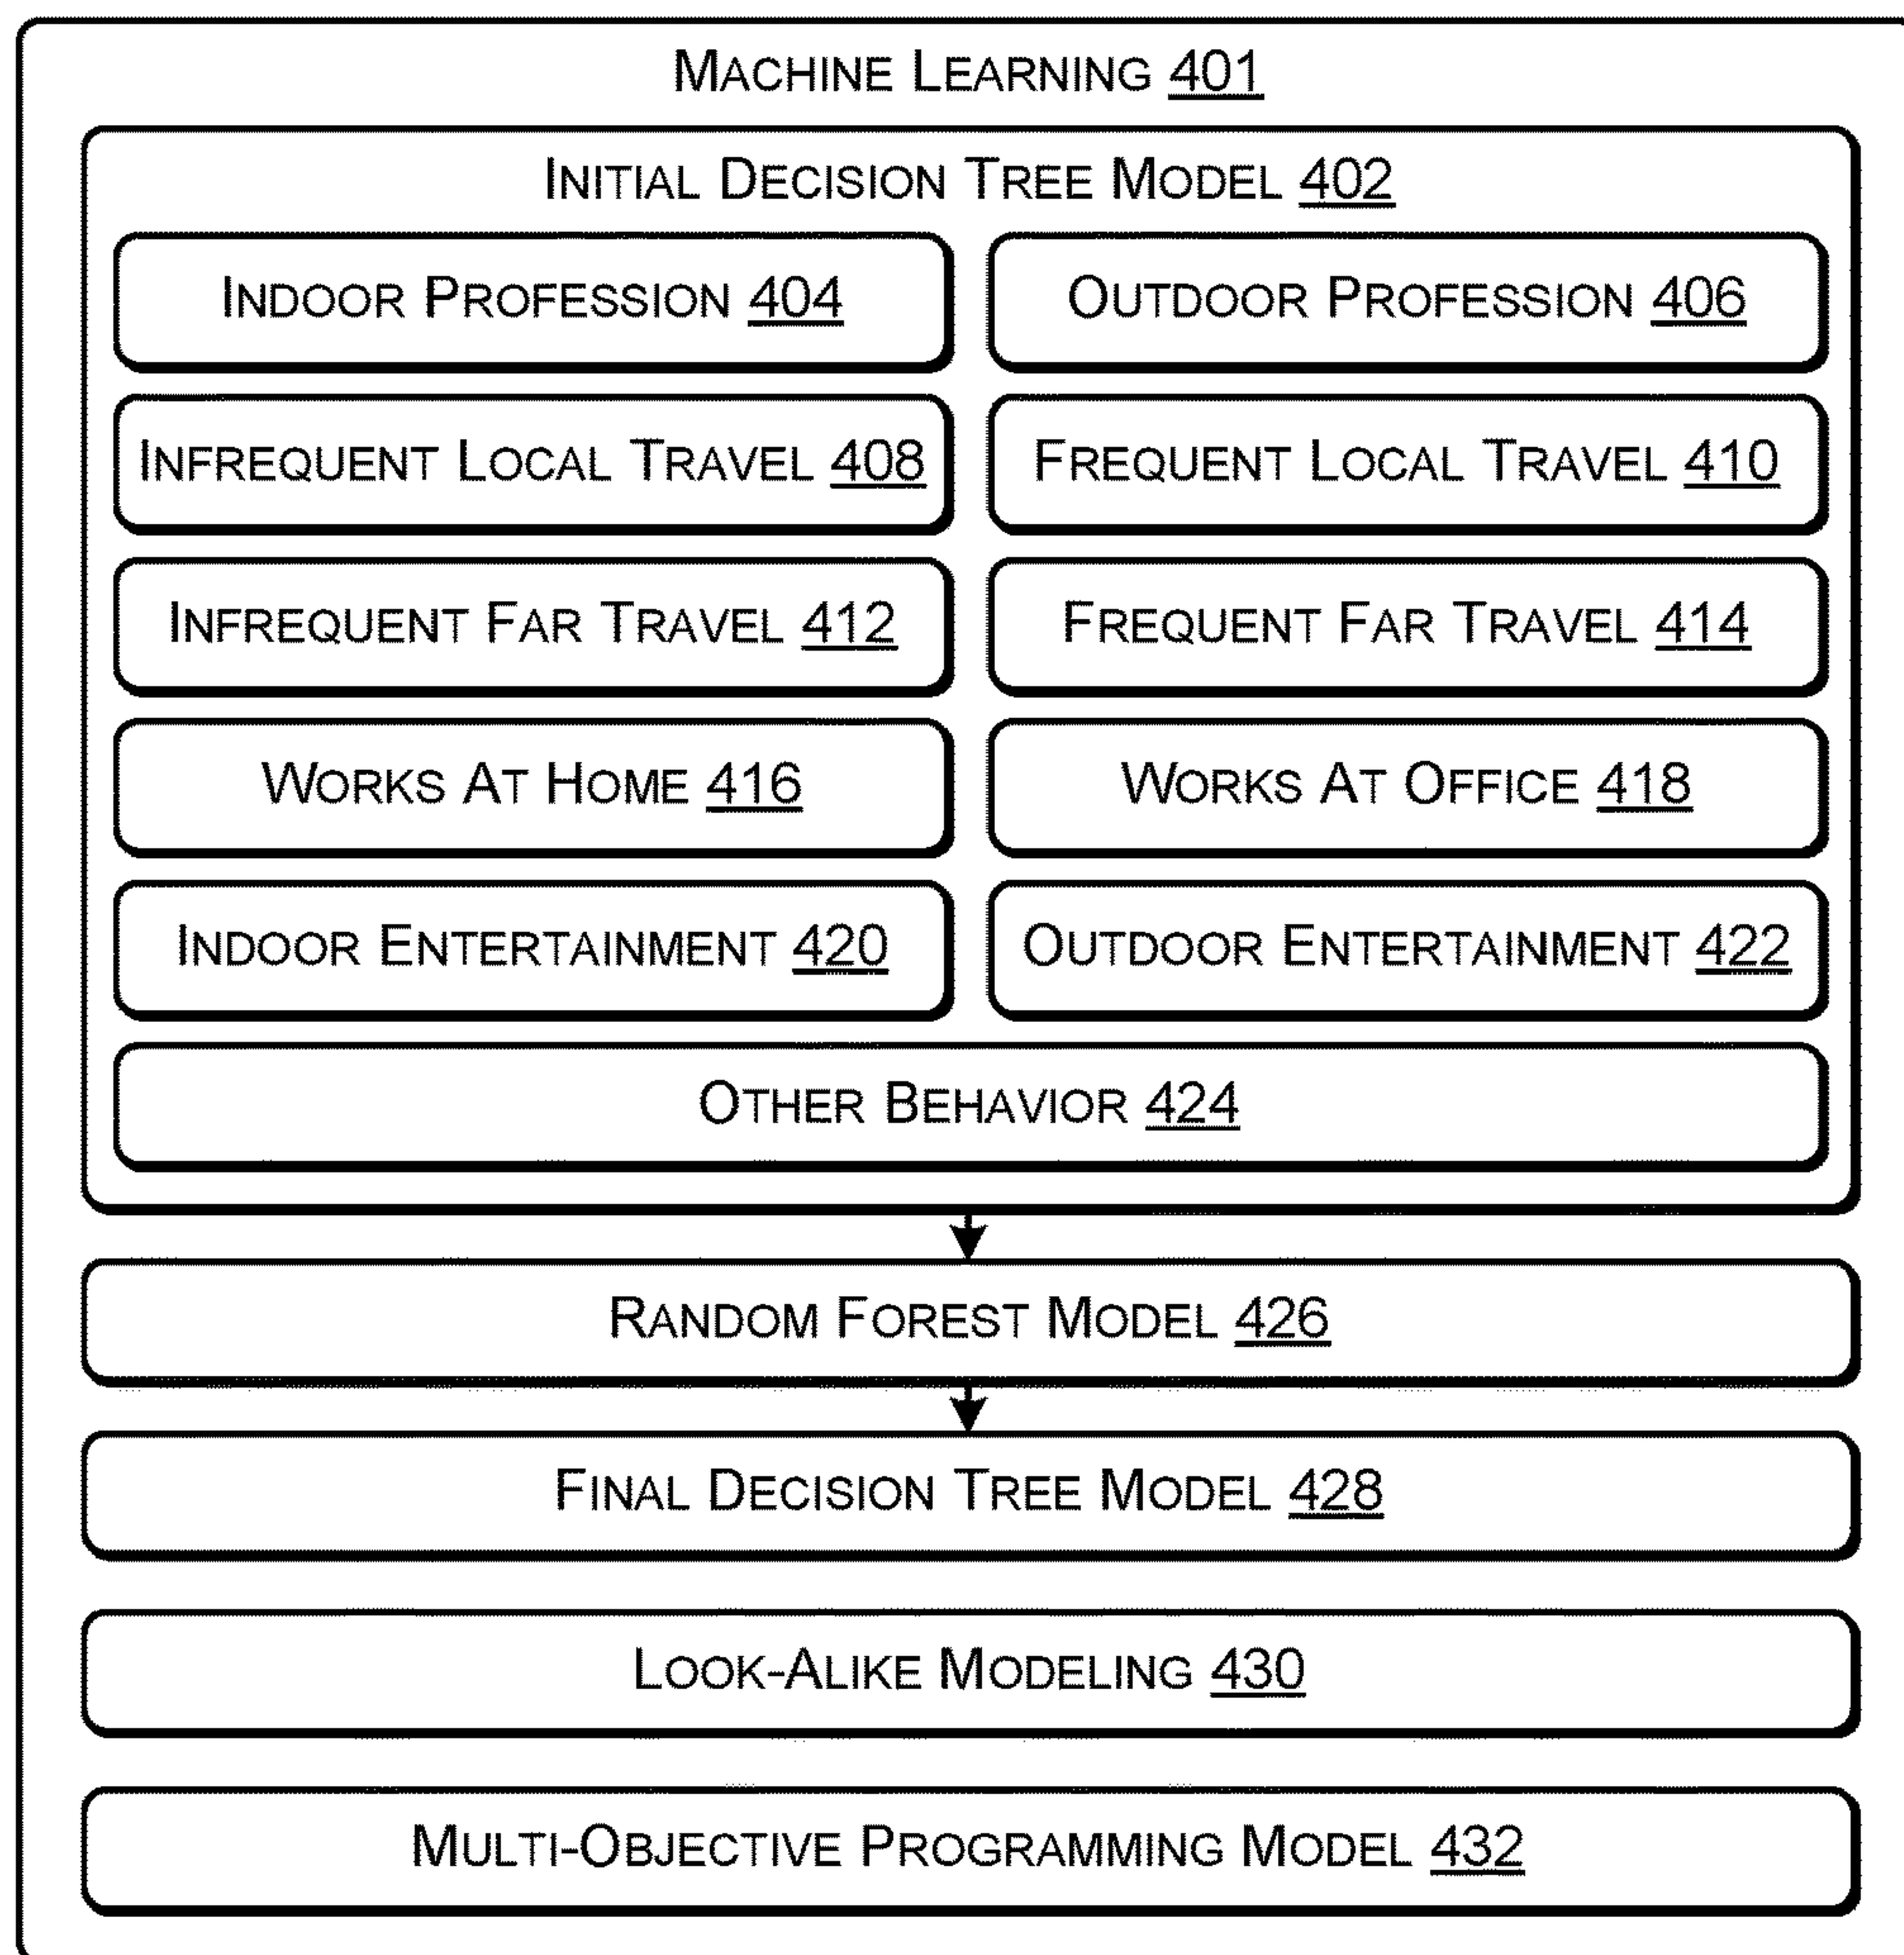 MACHINE LEARNING 401
INITIAL DECISION TREE MODEL 402
INDOOR PROFESSION 404
OUTDOOR PROFESSION 406
INFREQUENT LOCAL TRAVEL 408
FREQUENT LOCAL TRAVEL 410
INFREQUENT FAR TRAVEL 412
FREQUENT FAR TRAVEL 414
WORKS AT HOME 416
WORKS AT OFFICE 418
INDOOR ENTERTAINMENT 420
OUTDOOR ENTERTAINMENT 422
OTHER BEHAVIOR 424
RANDOM FOREST MODEL 426
FINAL DECISION TREE MODEL 428
LOOK-ALIKE MODELING 430
MULTI-OBJECTIVE PROGRAMMING MODEL 432